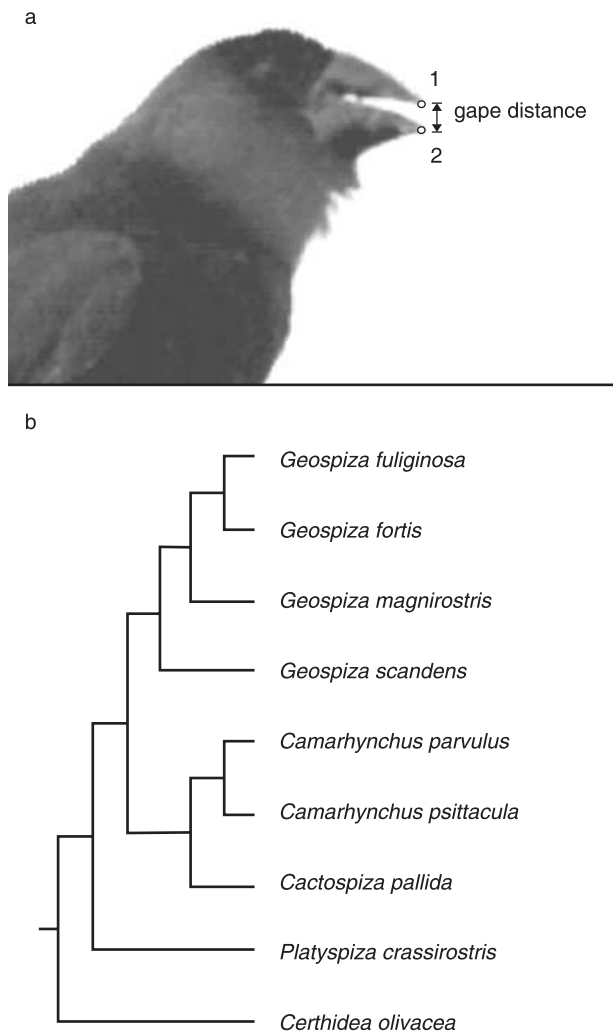 a
1
gape distance
2
b
Geospiza fuliginosa
Geospiza fortis
Geospiza magnirostris
Geospiza scandens
Camarhynchus parvulus
Camarhynchus psittacula
Cactospiza pallida
Platyspiza crassirostris
Certhidea olivacea